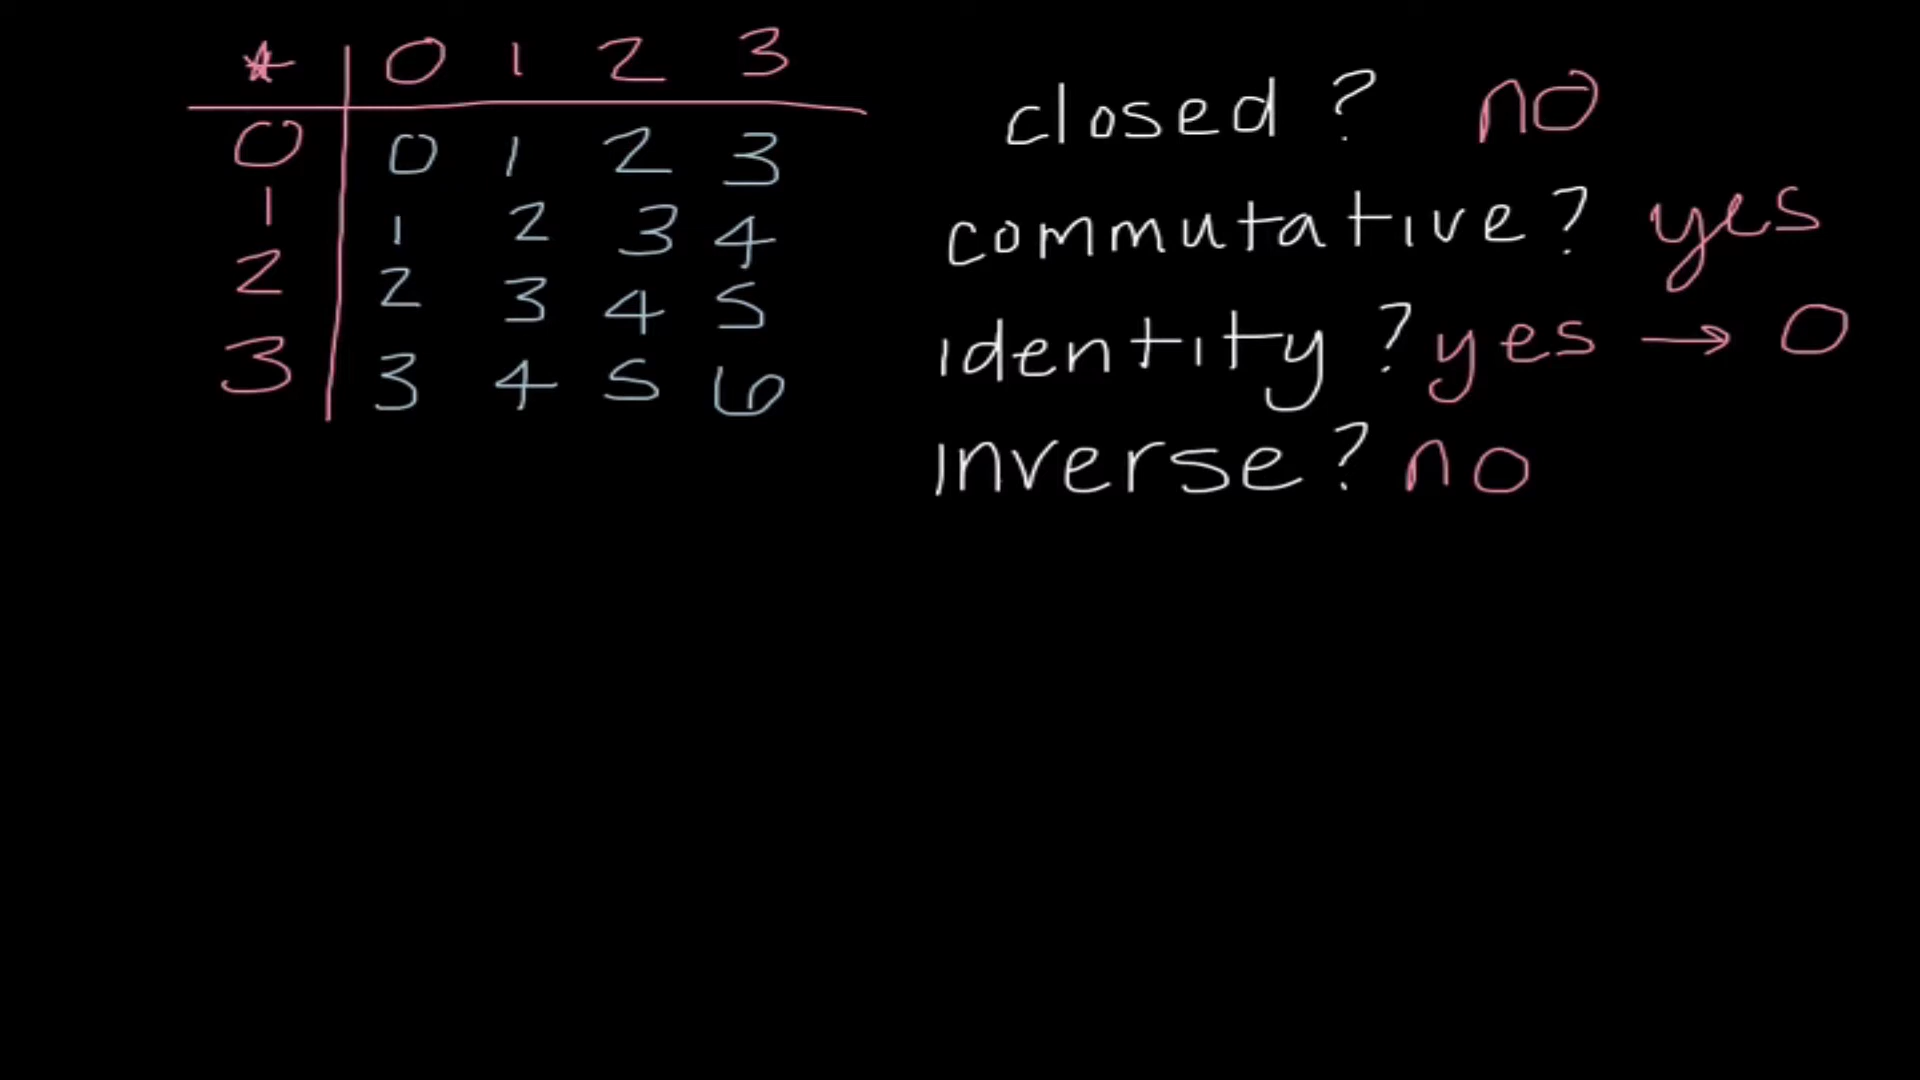 * 0 1 2 3
0 0 1 2 3
1 1 2 3 4
2 2 3 4 5
3 3 4 5 6
closed? no
commutative? yes
identity? yes → 0
inverse? no